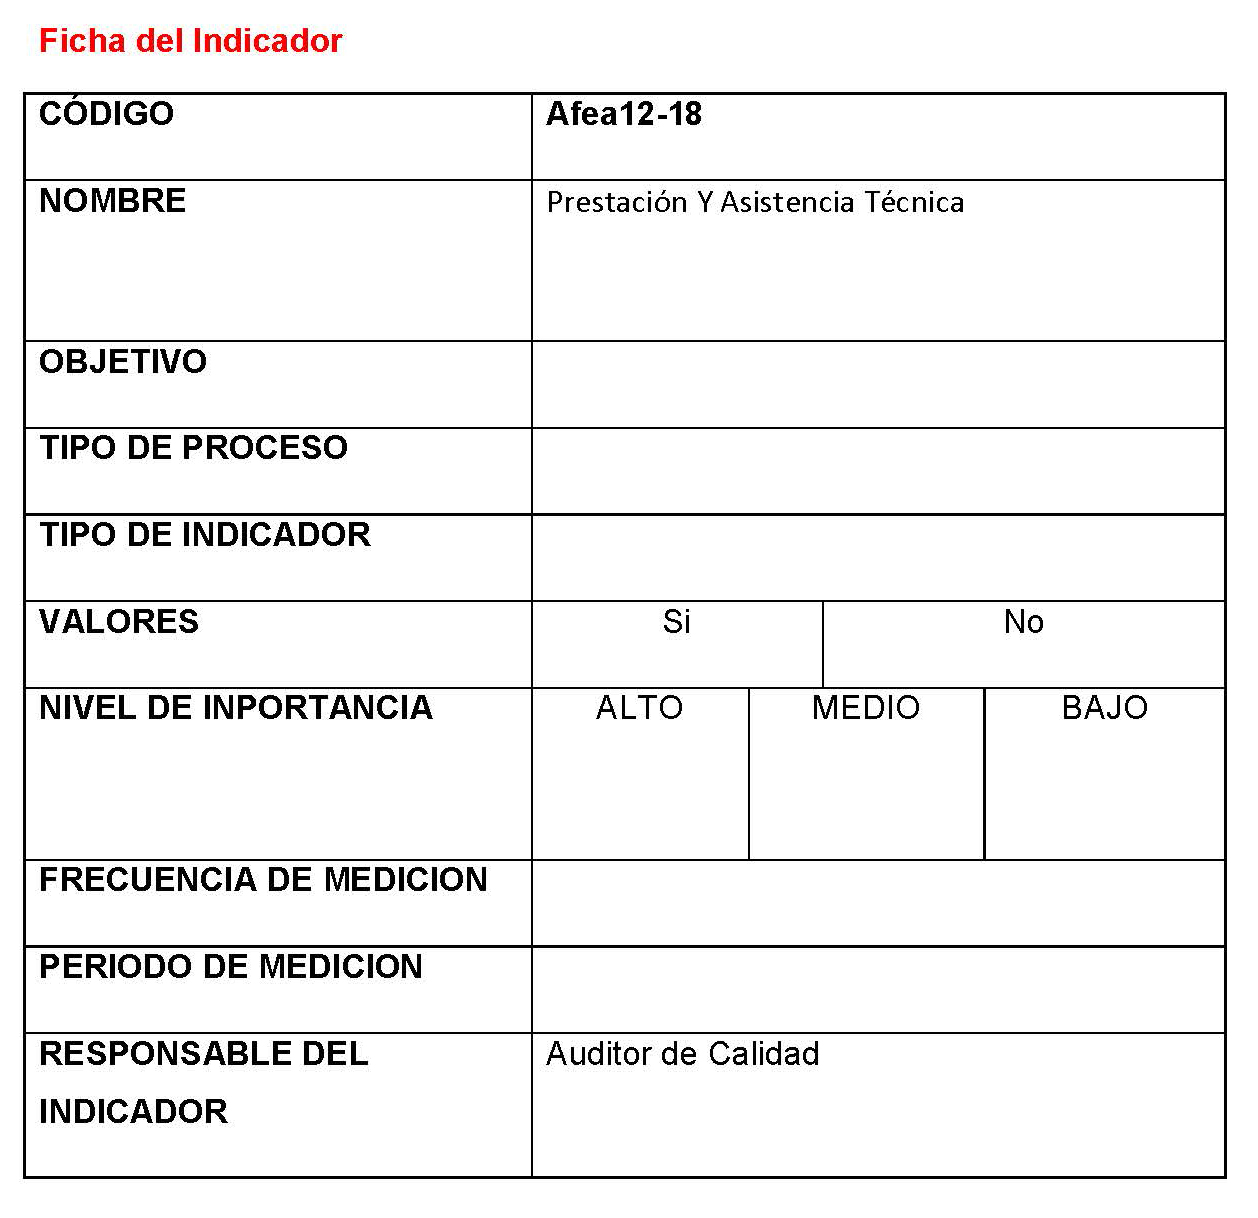 Ficha del Indicador
CÓDIGO Afea12-18
NOMBRE Prestación Y Asistencia Técnica
OBJETIVO
TIPO DE PROCESO
TIPO DE INDICADOR
VALORES Si No
NIVEL DE INPORTANCIA ALTO MEDIO BAJO
FRECUENCIA DE MEDICION
PERIODO DE MEDICION
RESPONSABLE DEL Auditor de Calidad
INDICADOR